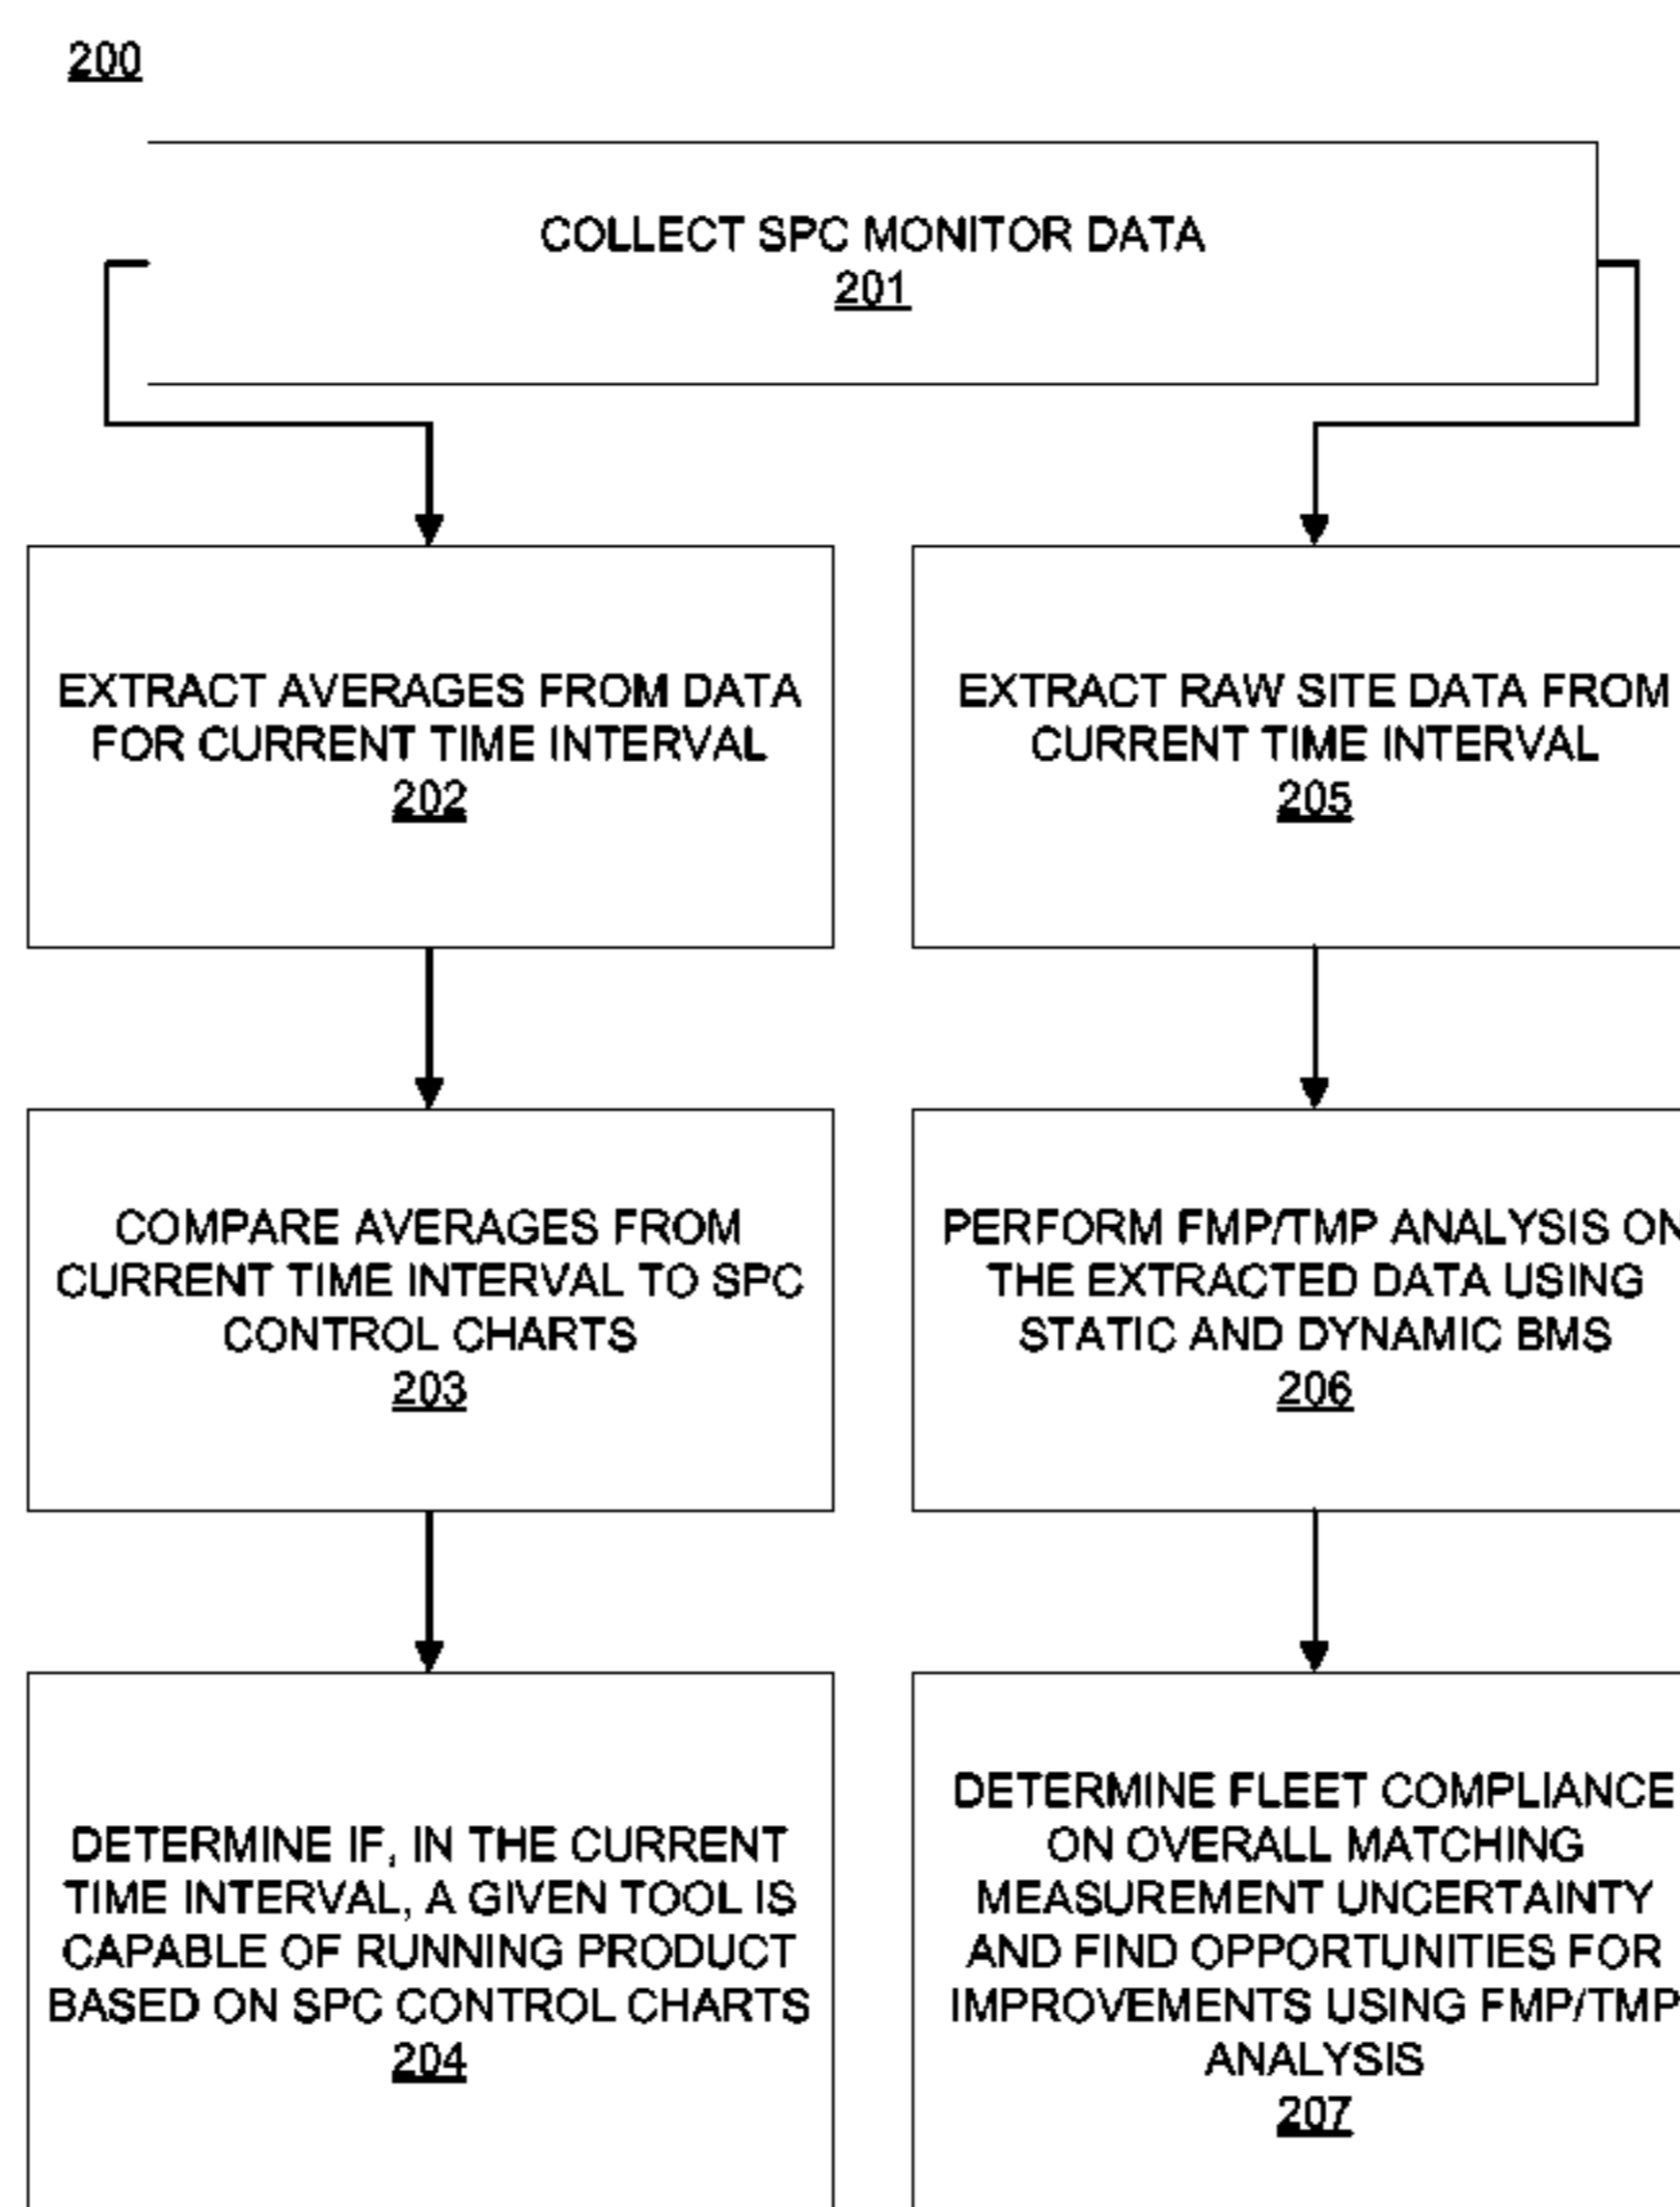 200
COLLECT SPC MONITOR DATA
201
EXTRACT AVERAGES FROM DATA
FOR CURRENT TIME INTERVAL
202
COMPARE AVERAGES FROM
CURRENT TIME INTERVAL TO SPC
CONTROL CHARTS
203
DETERMINE IF, IN THE CURRENT
TIME INTERVAL, A GIVEN TOOL IS
CAPABLE OF RUNNING PRODUCT
BASED ON SPC CONTROL CHARTS
204
EXTRACT RAW SITE DATA FROM
CURRENT TIME INTERVAL
205
PERFORM FMP/TMP ANALYSIS ON
THE EXTRACTED DATA USING
STATIC AND DYNAMIC BMS
206
DETERMINE FLEET COMPLIANCE
ON OVERALL MATCHING
MEASUREMENT UNCERTAINTY
AND FIND OPPORTUNITIES FOR
IMPROVEMENTS USING FMP/TMP
ANALYSIS
207